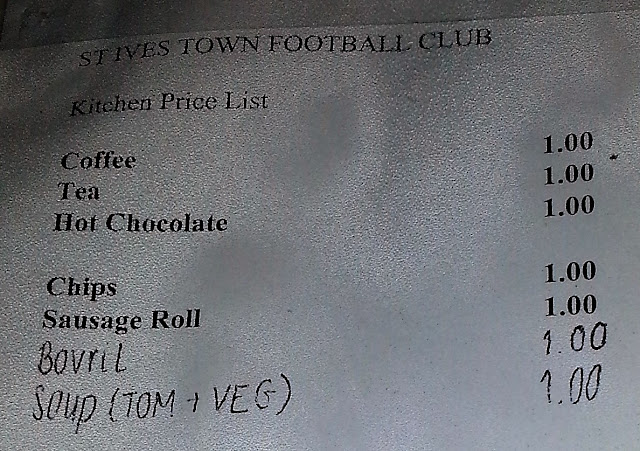 ST IVES TOWN FOOTBALL CLUB
Kitchen Price List
Coffee 1.00
Tea 1.00
Hot Chocolate 1.00
Chips 1.00
Sausage Roll 1.00
Bovril 1.00
Soup (TOM + VEG) 1.00